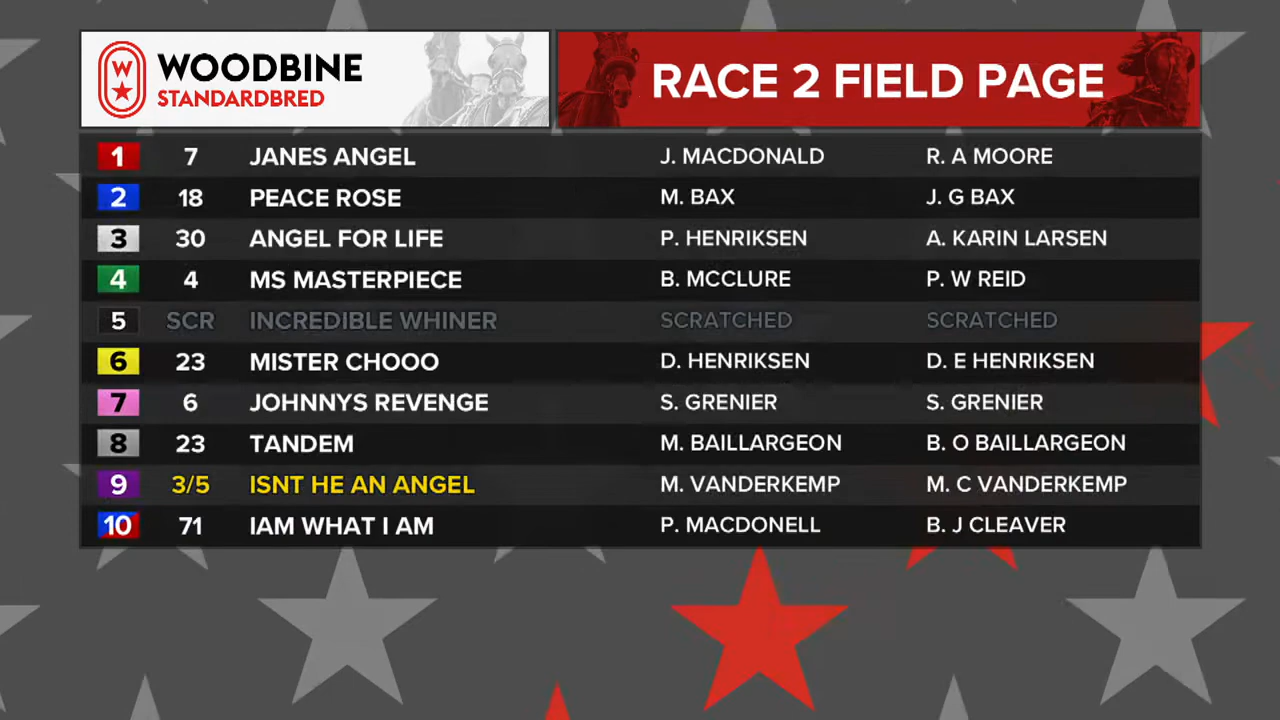 W
WOODBINE
STANDARDBRED
RACE 2 FIELD PAGE
1 7 JANES ANGEL J. MACDONALD R. A MOORE
2 18 PEACE ROSE M. BAX J. G BAX
3 30 ANGEL FOR LIFE P. HENRIKSEN A. KARIN LARSEN
4 4 MS MASTERPIECE B. MCCLURE P. W REID
5 SCR INCREDIBLE WHINER SCRATCHED SCRATCHED
6 23 MISTER CHOOO D. HENRIKSEN D. E HENRIKSEN
7 6 JOHNNYS REVENGE S. GRENIER S. GRENIER
8 23 TANDEM M. BAILLARGEON B. O BAILLARGEON
9 3/5 ISNT HE AN ANGEL M. VANDERKEMP M. C VANDERKEMP
10 71 IAM WHAT I AM P. MACDONELL B. J CLEAVER